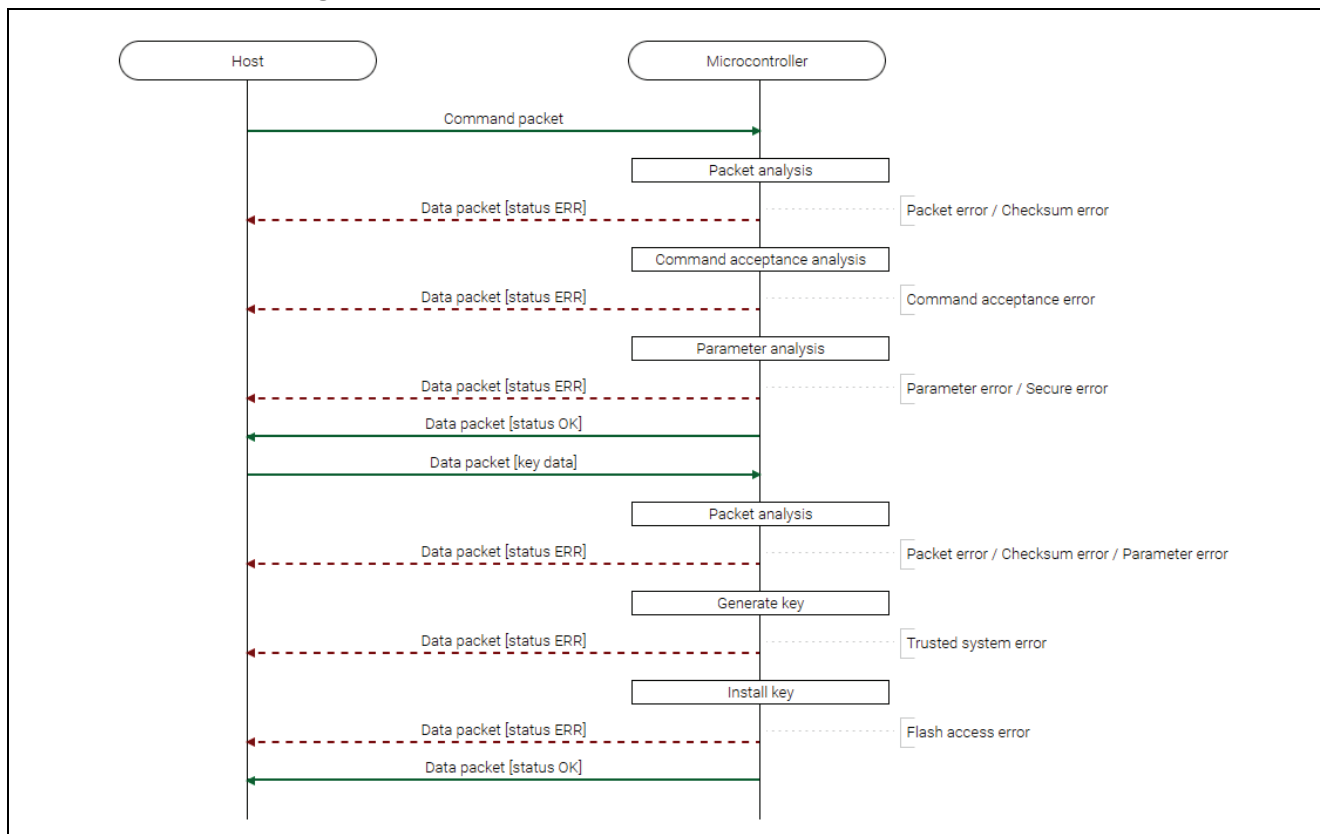 Host
Microcontroller
Command packet
Packet analysis
Data packet [status ERR]
Packet error / Checksum error
Command acceptance analysis
Data packet [status ERR]
Command acceptance error
Parameter analysis
Data packet [status ERR]
Parameter error / Secure error
Data packet [status OK]
Data packet [key data]
Packet analysis
Data packet [status ERR]
Packet error / Checksum error / Parameter error
Generate key
Data packet [status ERR]
Trusted system error
Install key
Data packet [status ERR]
Flash access error
Data packet [status OK]